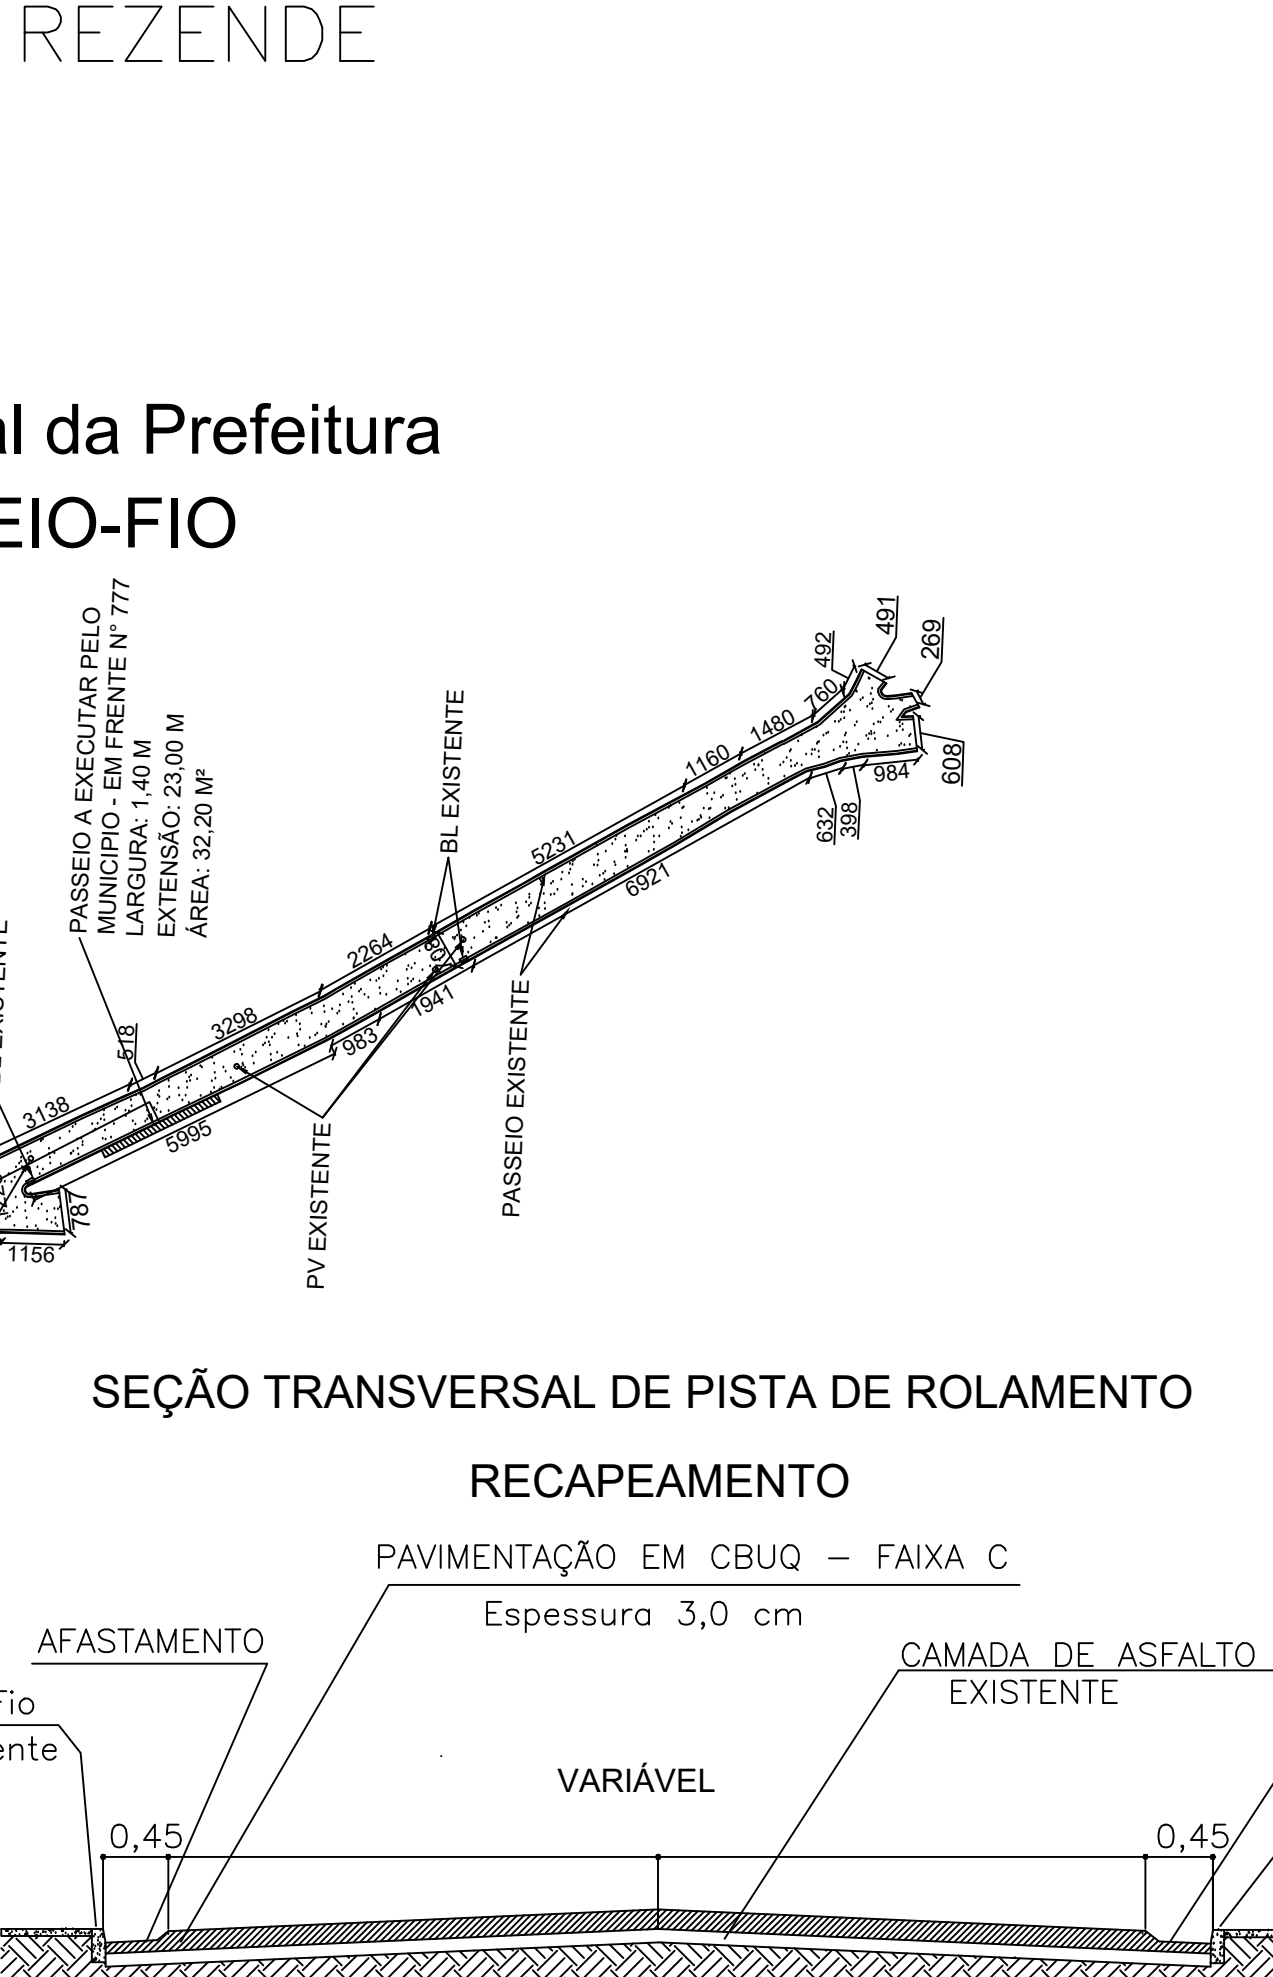 REZENDE
al da Prefeitura
EIO-FIO
PASSEIO A EXECUTAR PELO
MUNICIPIO - EM FRENTE N° 777
LARGURA: 1,40 M
EXTENSÃO: 23,00 M
ÁREA: 32,20 M²
492
491
269
760
1480
1160
608
984
632
398
BL EXISTENTE
5231
6921
2264
1941
983
3298
518
3138
5995
EXISTENTE
PV EXISTENTE
PASSEIO EXISTENTE
787
1156
SEÇÃO TRANSVERSAL DE PISTA DE ROLAMENTO
RECAPEAMENTO
PAVIMENTAÇÃO EM CBUQ – FAIXA C
Espessura 3,0 cm
AFASTAMENTO
CAMADA DE ASFALTO
EXISTENTE
Fio
ente
VARIÁVEL
0,45
0,45